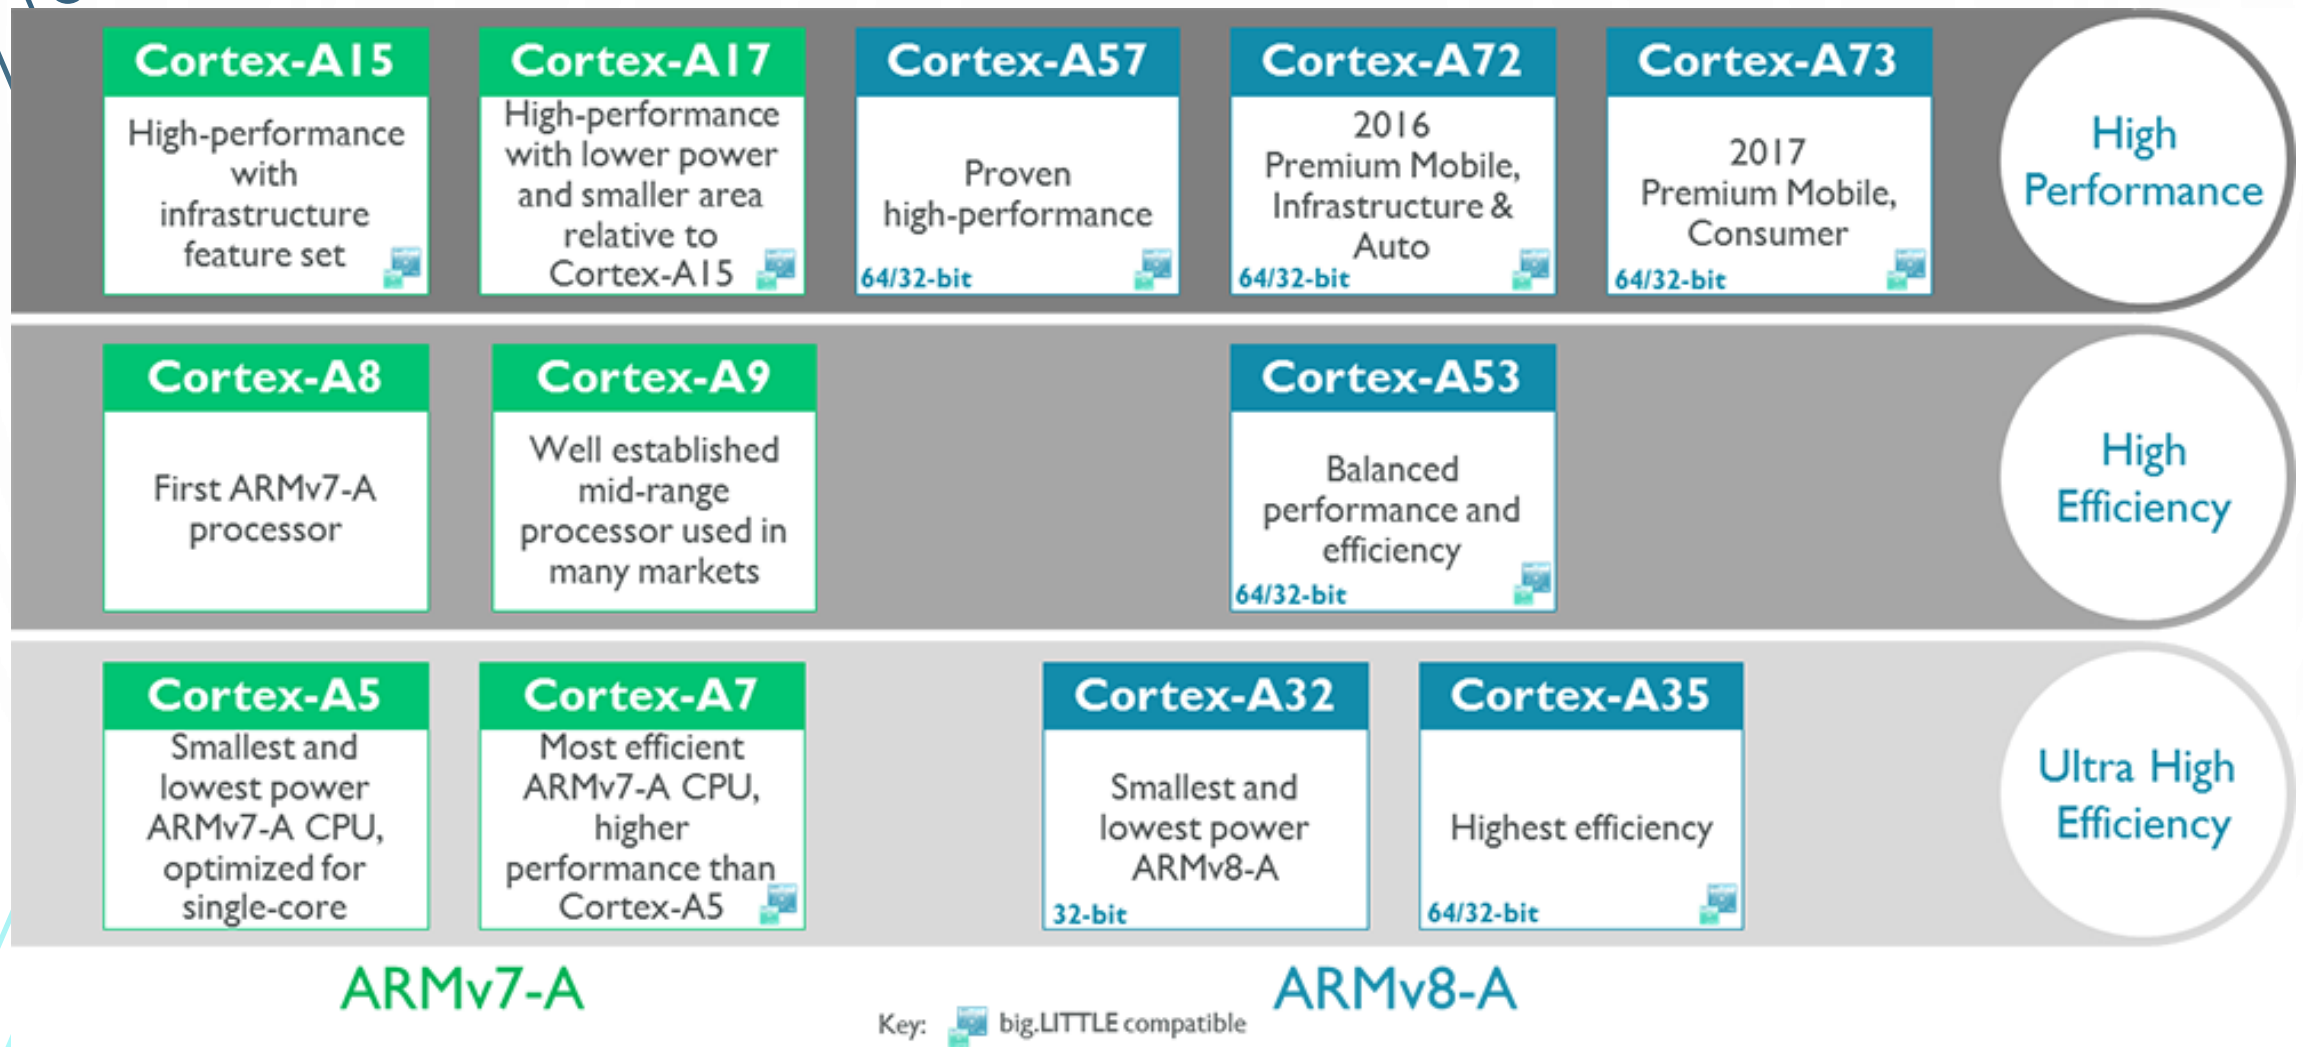 Cortex-A15
High-performance
with
infrastructure
feature set
Cortex-A17
High-performance
with lower power
and smaller area
relative to
Cortex-A15
Cortex-A57
Proven
high-performance
64/32-bit
Cortex-A72
2016
Premium Mobile,
Infrastructure &
Auto
64/32-bit
Cortex-A73
2017
Premium Mobile,
Consumer
64/32-bit
High
Performance
Cortex-A8
First ARMv7-A
processor
Cortex-A9
Well established
mid-range
processor used in
many markets
Cortex-A53
Balanced
performance and
efficiency
64/32-bit
High
Efficiency
Cortex-A5
Smallest and
lowest power
ARMv7-A CPU,
optimized for
single-core
Cortex-A7
Most efficient
ARMv7-A CPU,
higher
performance than
Cortex-A5
Cortex-A32
Smallest and
lowest power
ARMv8-A
32-bit
Cortex-A35
Highest efficiency
64/32-bit
Ultra High
Efficiency
ARMv7-A
ARMv8-A
Key: big.LITTLE compatible